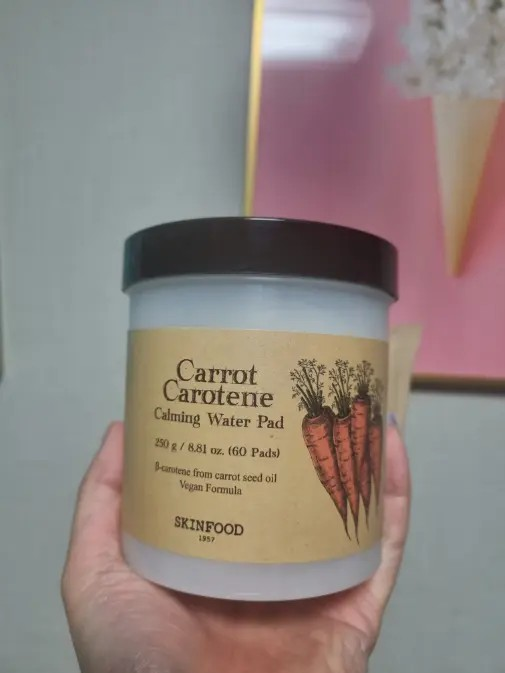 Carrot
Carotene
Calming Water Pad
250 g / 8.81 oz. (60 Pads)
β-carotene from carrot seed oil
Vegan Formula
SKINFOOD
1957